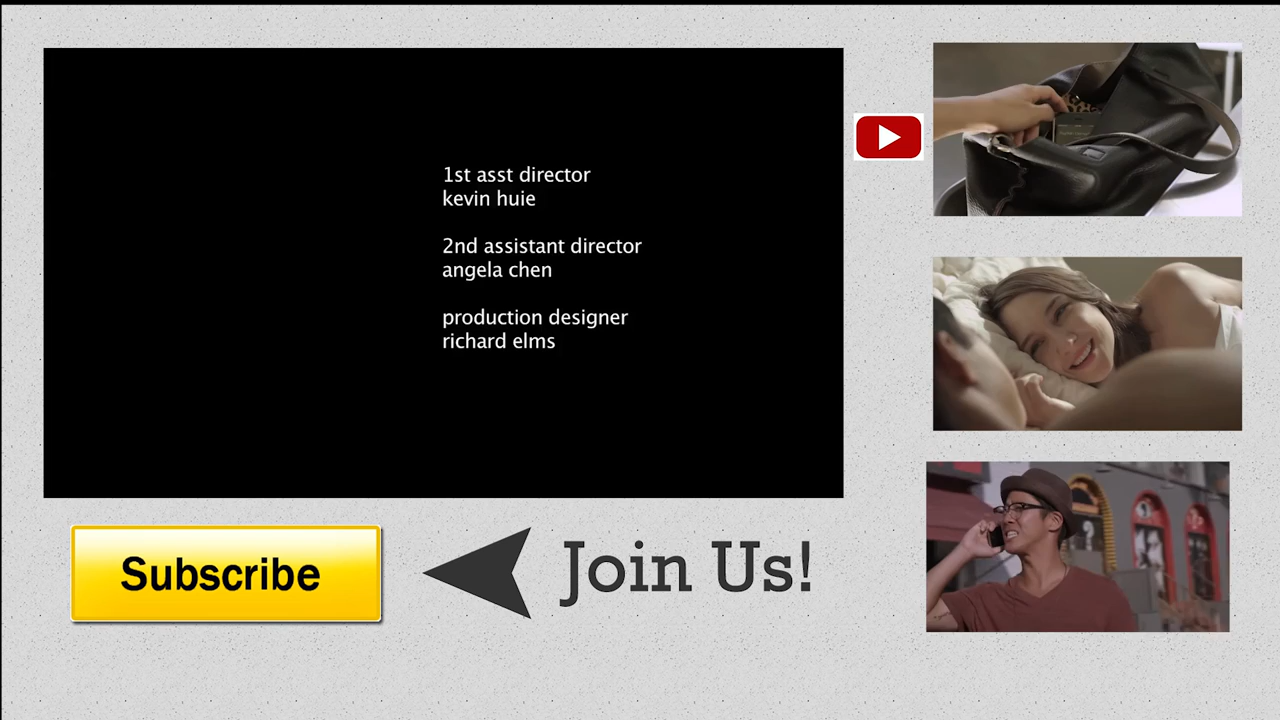 1st asst director
kevin huie
2nd assistant director
angela chen
production designer
richard elms
Subscribe
Join Us!